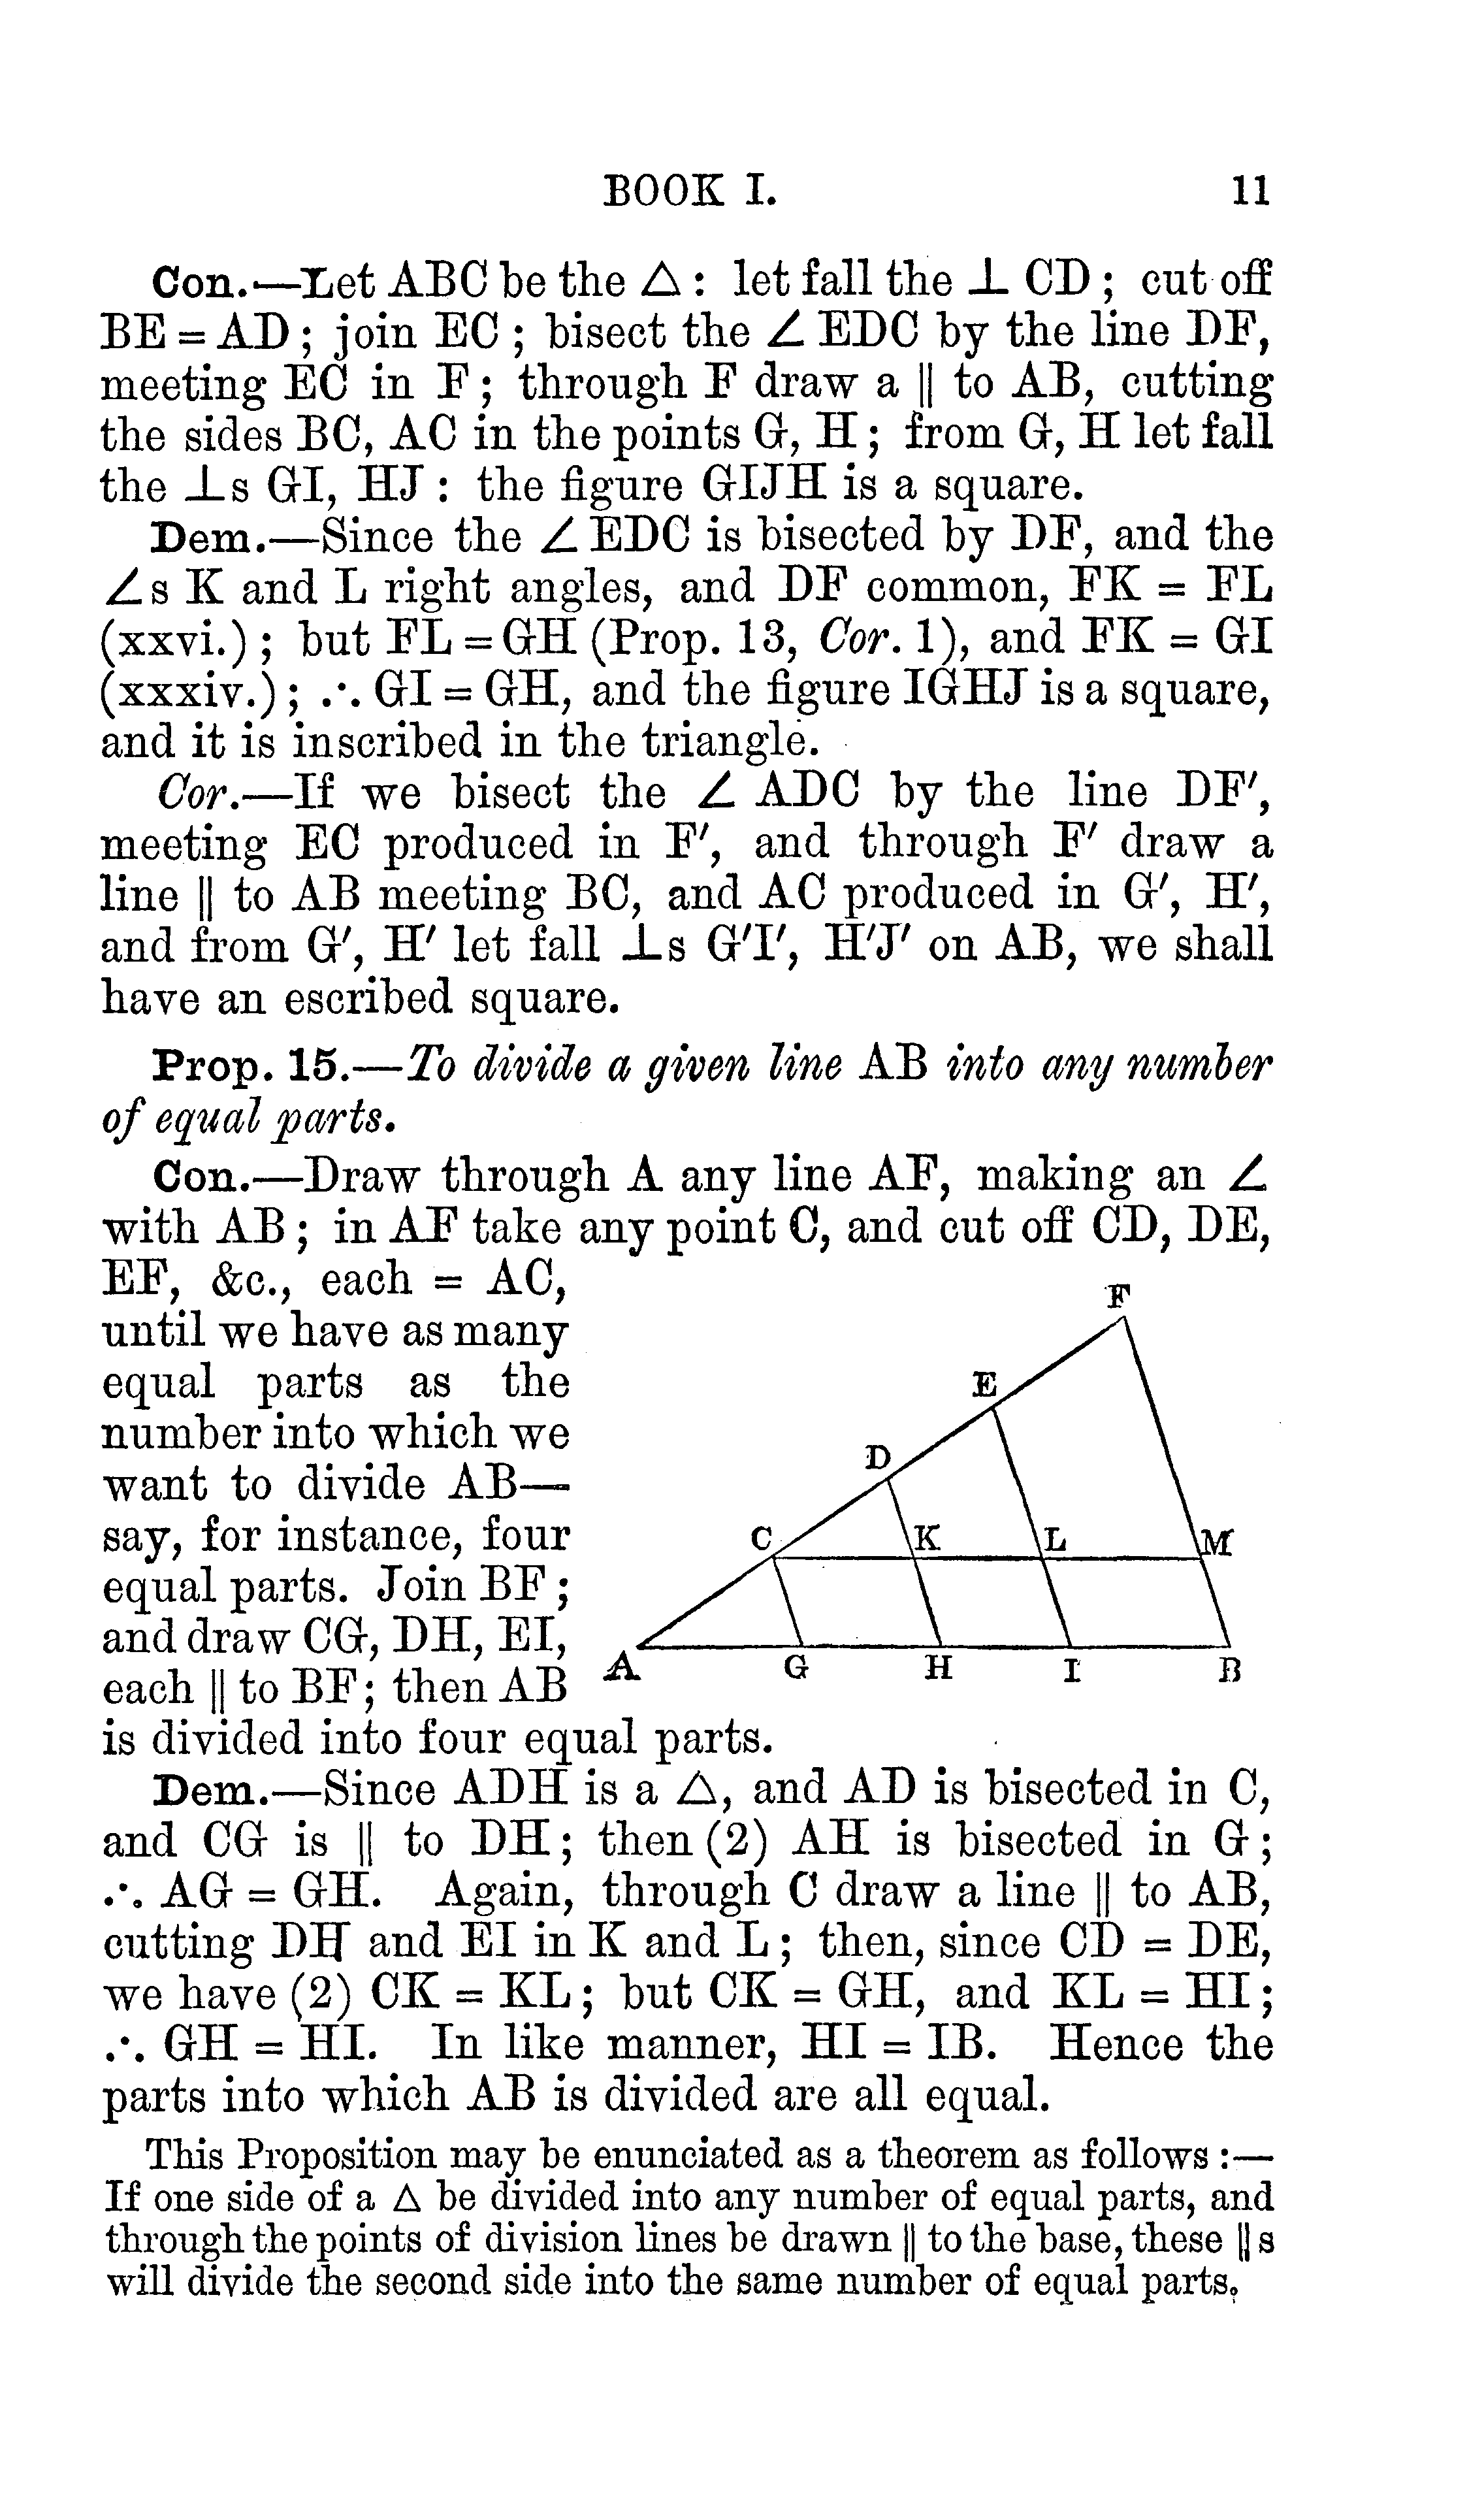 BOOK I. 11
Con.—Let ABC be the △: let fall the ⊥ CD; cut off
BE = AD; join EC; bisect the ∠ EDC by the line DF,
meeting EC in F; through F draw a ∥ to AB, cutting
the sides BC, AC in the points G, H; from G, H let fall
the ⊥s GI, HJ: the figure GIJH is a square.
Dem.—Since the ∠ EDC is bisected by DF, and the
∠s K and L right angles, and DF common, FK = FL
(xxvi.); but FL = GH (Prop. 13, Cor. 1), and FK = GI
(xxxiv.); ∴ GI = GH, and the figure IGHJ is a square,
and it is inscribed in the triangle.
Cor.—If we bisect the ∠ ADC by the line DF′,
meeting EC produced in F′, and through F′ draw a
line ∥ to AB meeting BC, and AC produced in G′, H′,
and from G′, H′ let fall ⊥s G′I′, H′J′ on AB, we shall
have an escribed square.
Prop. 15.—To divide a given line AB into any number
of equal parts.
Con.—Draw through A any line AF, making an ∠
with AB; in AF take any point C, and cut off CD, DE,
EF, &c., each = AC,
until we have as many
equal parts as the
number into which we
want to divide AB—
say, for instance, four
equal parts. Join BF;
and draw CG, DH, EI,
each ∥ to BF; then AB
is divided into four equal parts.
F
E
D
C K L M
A G H I B
Dem.—Since ADH is a △, and AD is bisected in C,
and CG is ∥ to DH; then (2) AH is bisected in G;
∴ AG = GH. Again, through C draw a line ∥ to AB,
cutting DH and EI in K and L; then, since CD = DE,
we have (2) CK = KL; but CK = GH, and KL = HI;
∴ GH = HI. In like manner, HI = IB. Hence the
parts into which AB is divided are all equal.
This Proposition may be enunciated as a theorem as follows:—
If one side of a △ be divided into any number of equal parts, and
through the points of division lines be drawn ∥ to the base, these ∥s
will divide the second side into the same number of equal parts.